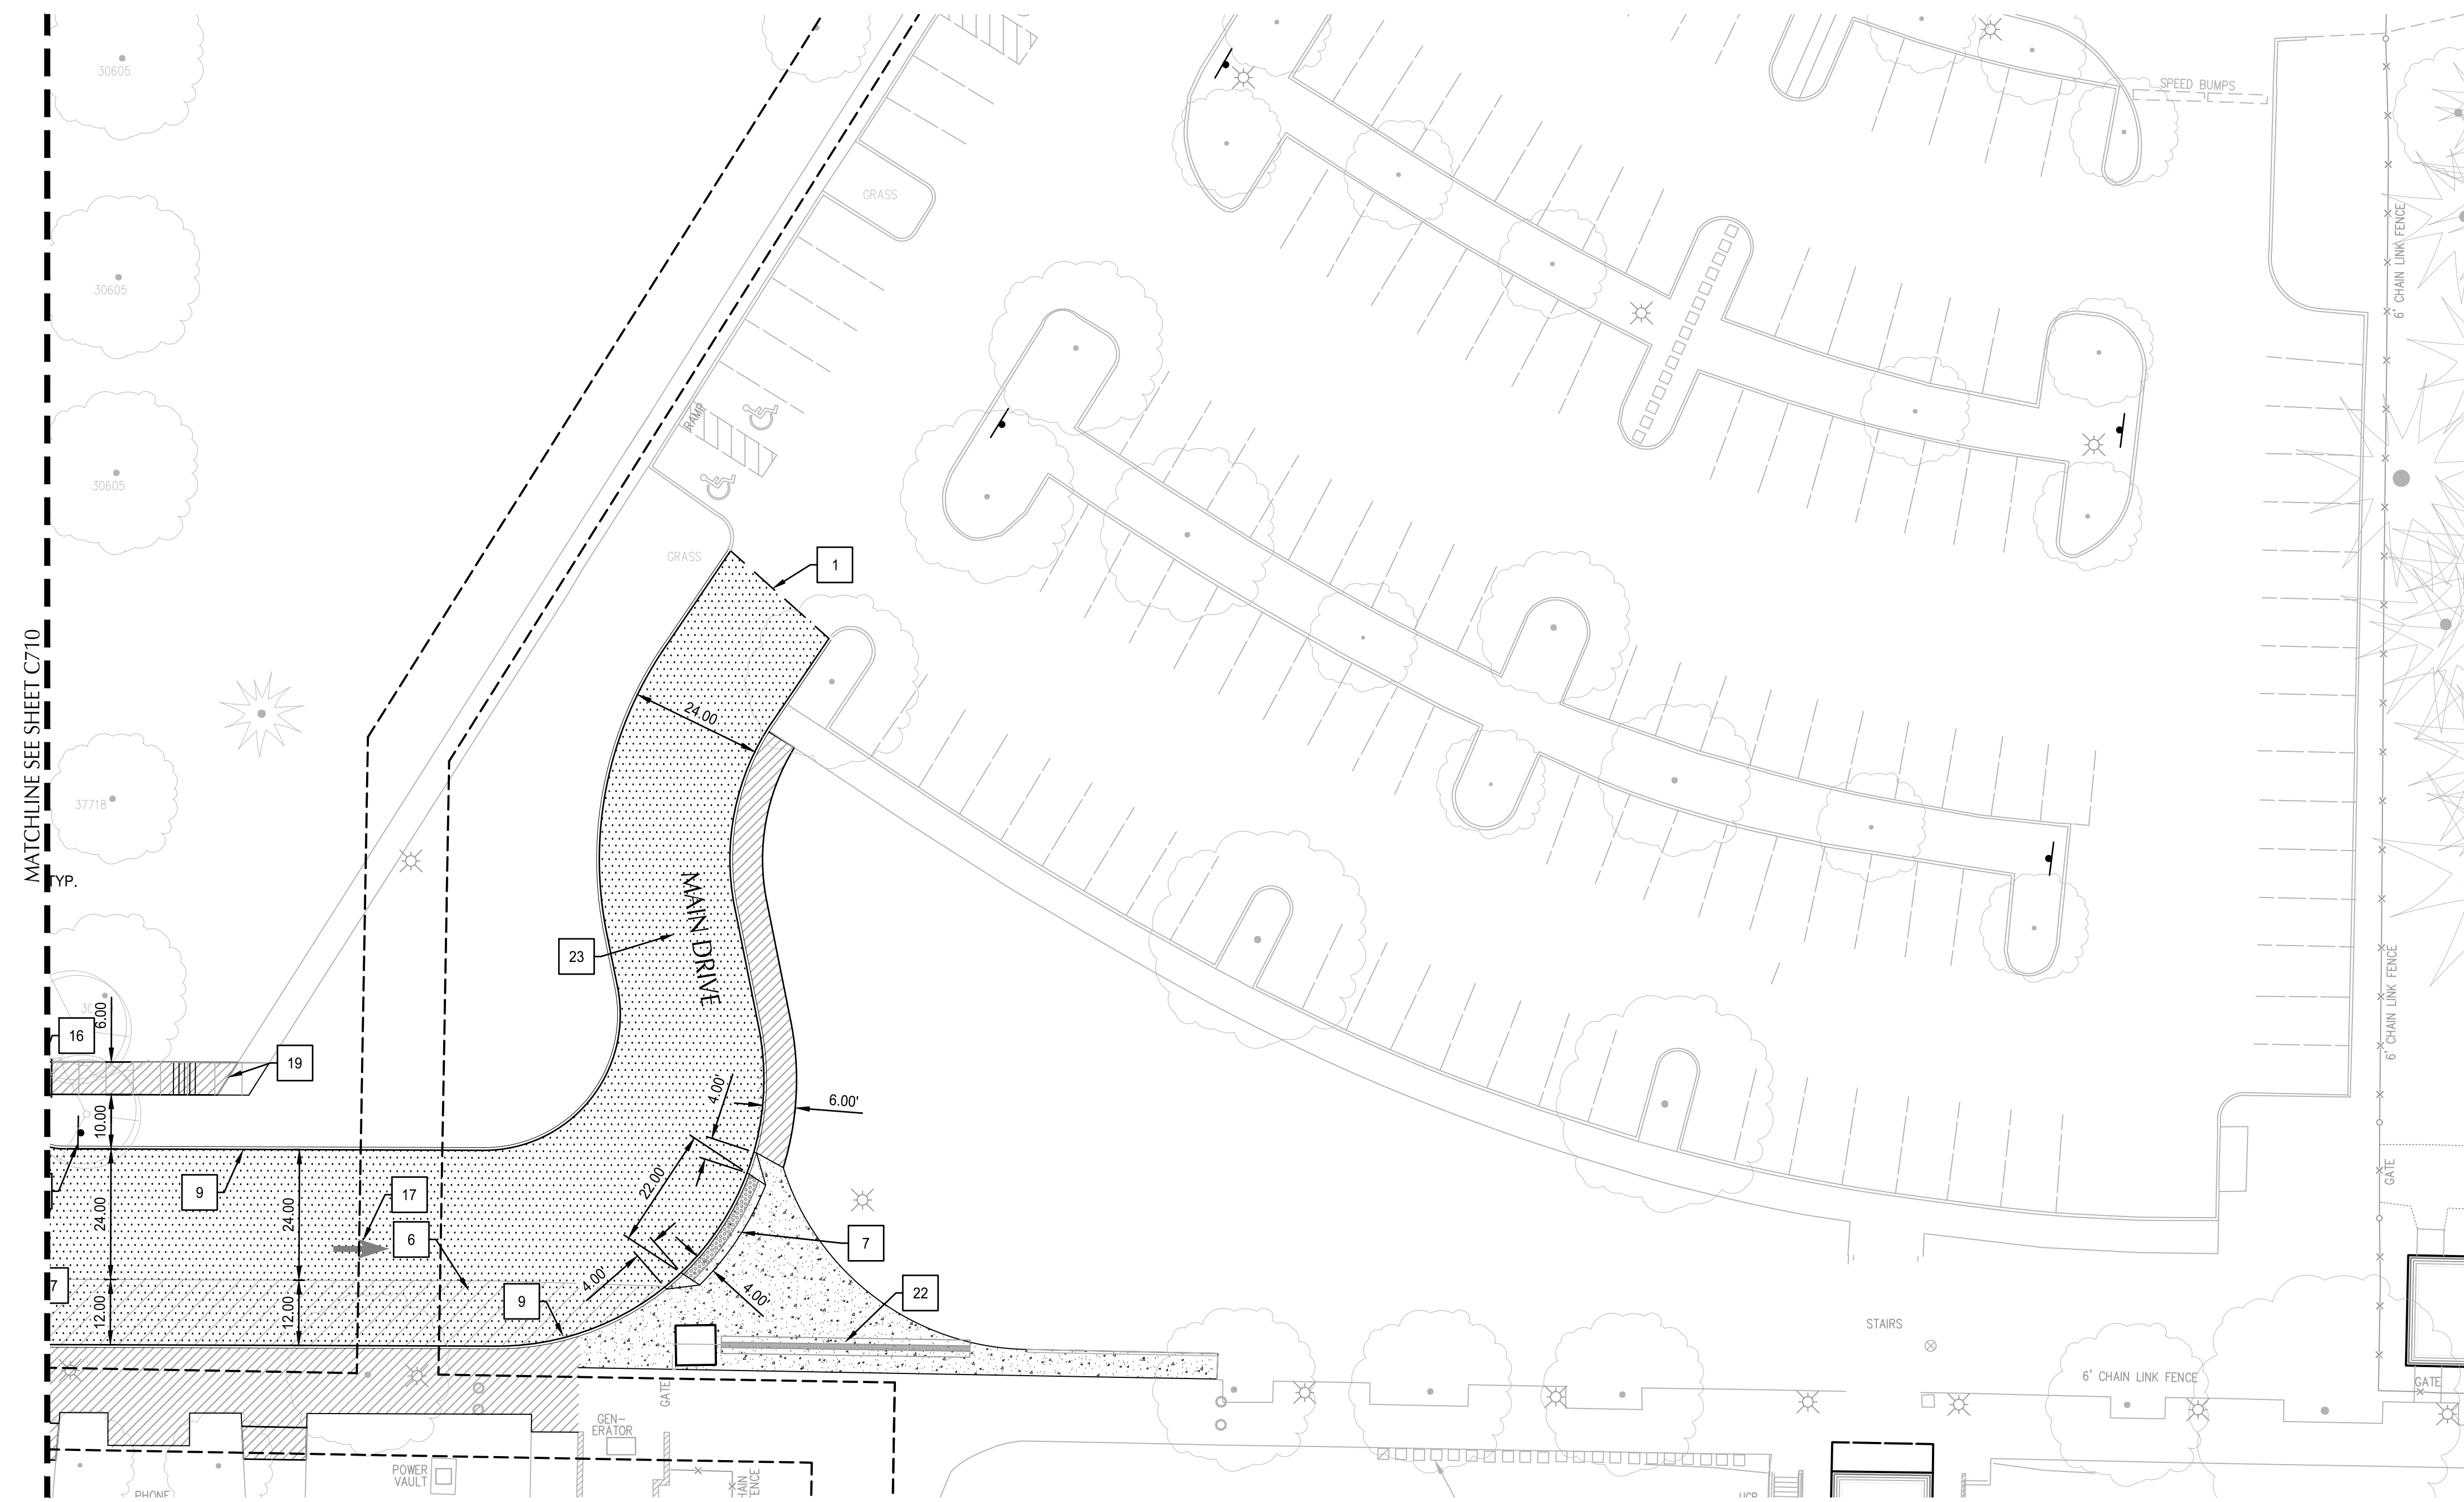 30605
SPEED BUMPS
GRASS
6' CHAIN LINK FENCE
30605
RAMP
30605
GRASS
1
MATCHLINE SEE SHEET C710
24.00
37718
TYP.
MAIN DRIVE
23
6' CHAIN LINK FENCE
6.00
16
19
4.00'
6.00'
10.00
22.00'
GATE
9
17
24.00
24.00
6
7
7
4.00'
4.00'
22
9
12.00
12.00
STAIRS
6' CHAIN LINK FENCE
GATE
GATE
GEN-
ERATOR
POWER
VAULT
CHAIN
FENCE
PHONE